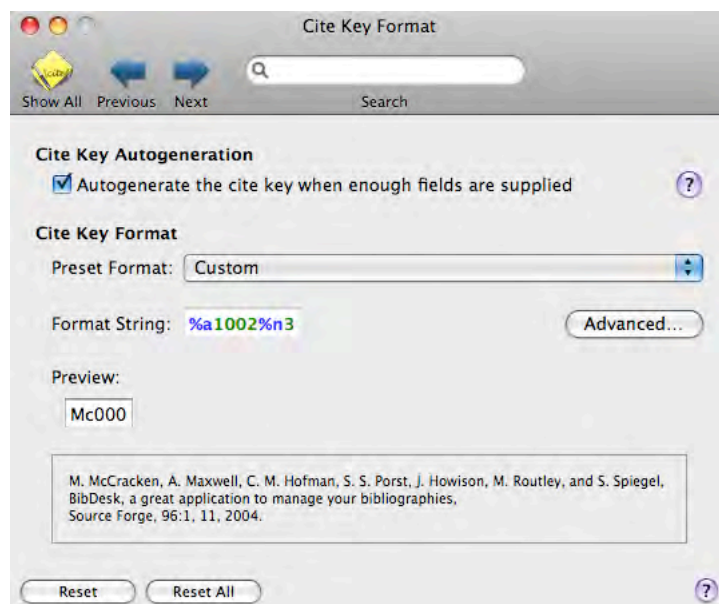 Cite Key Format
Show All Previous Next Search
Cite Key Autogeneration
Autogenerate the cite key when enough fields are supplied ?
Cite Key Format
Preset Format: Custom
Format String: %a1002%n3 Advanced...
Preview:
Mc000
M. McCracken, A. Maxwell, C. M. Hofman, S. S. Porst, J. Howison, M. Routley, and S. Spiegel,
BibDesk, a great application to manage your bibliographies,
Source Forge, 96:1, 11, 2004.
Reset Reset All ?